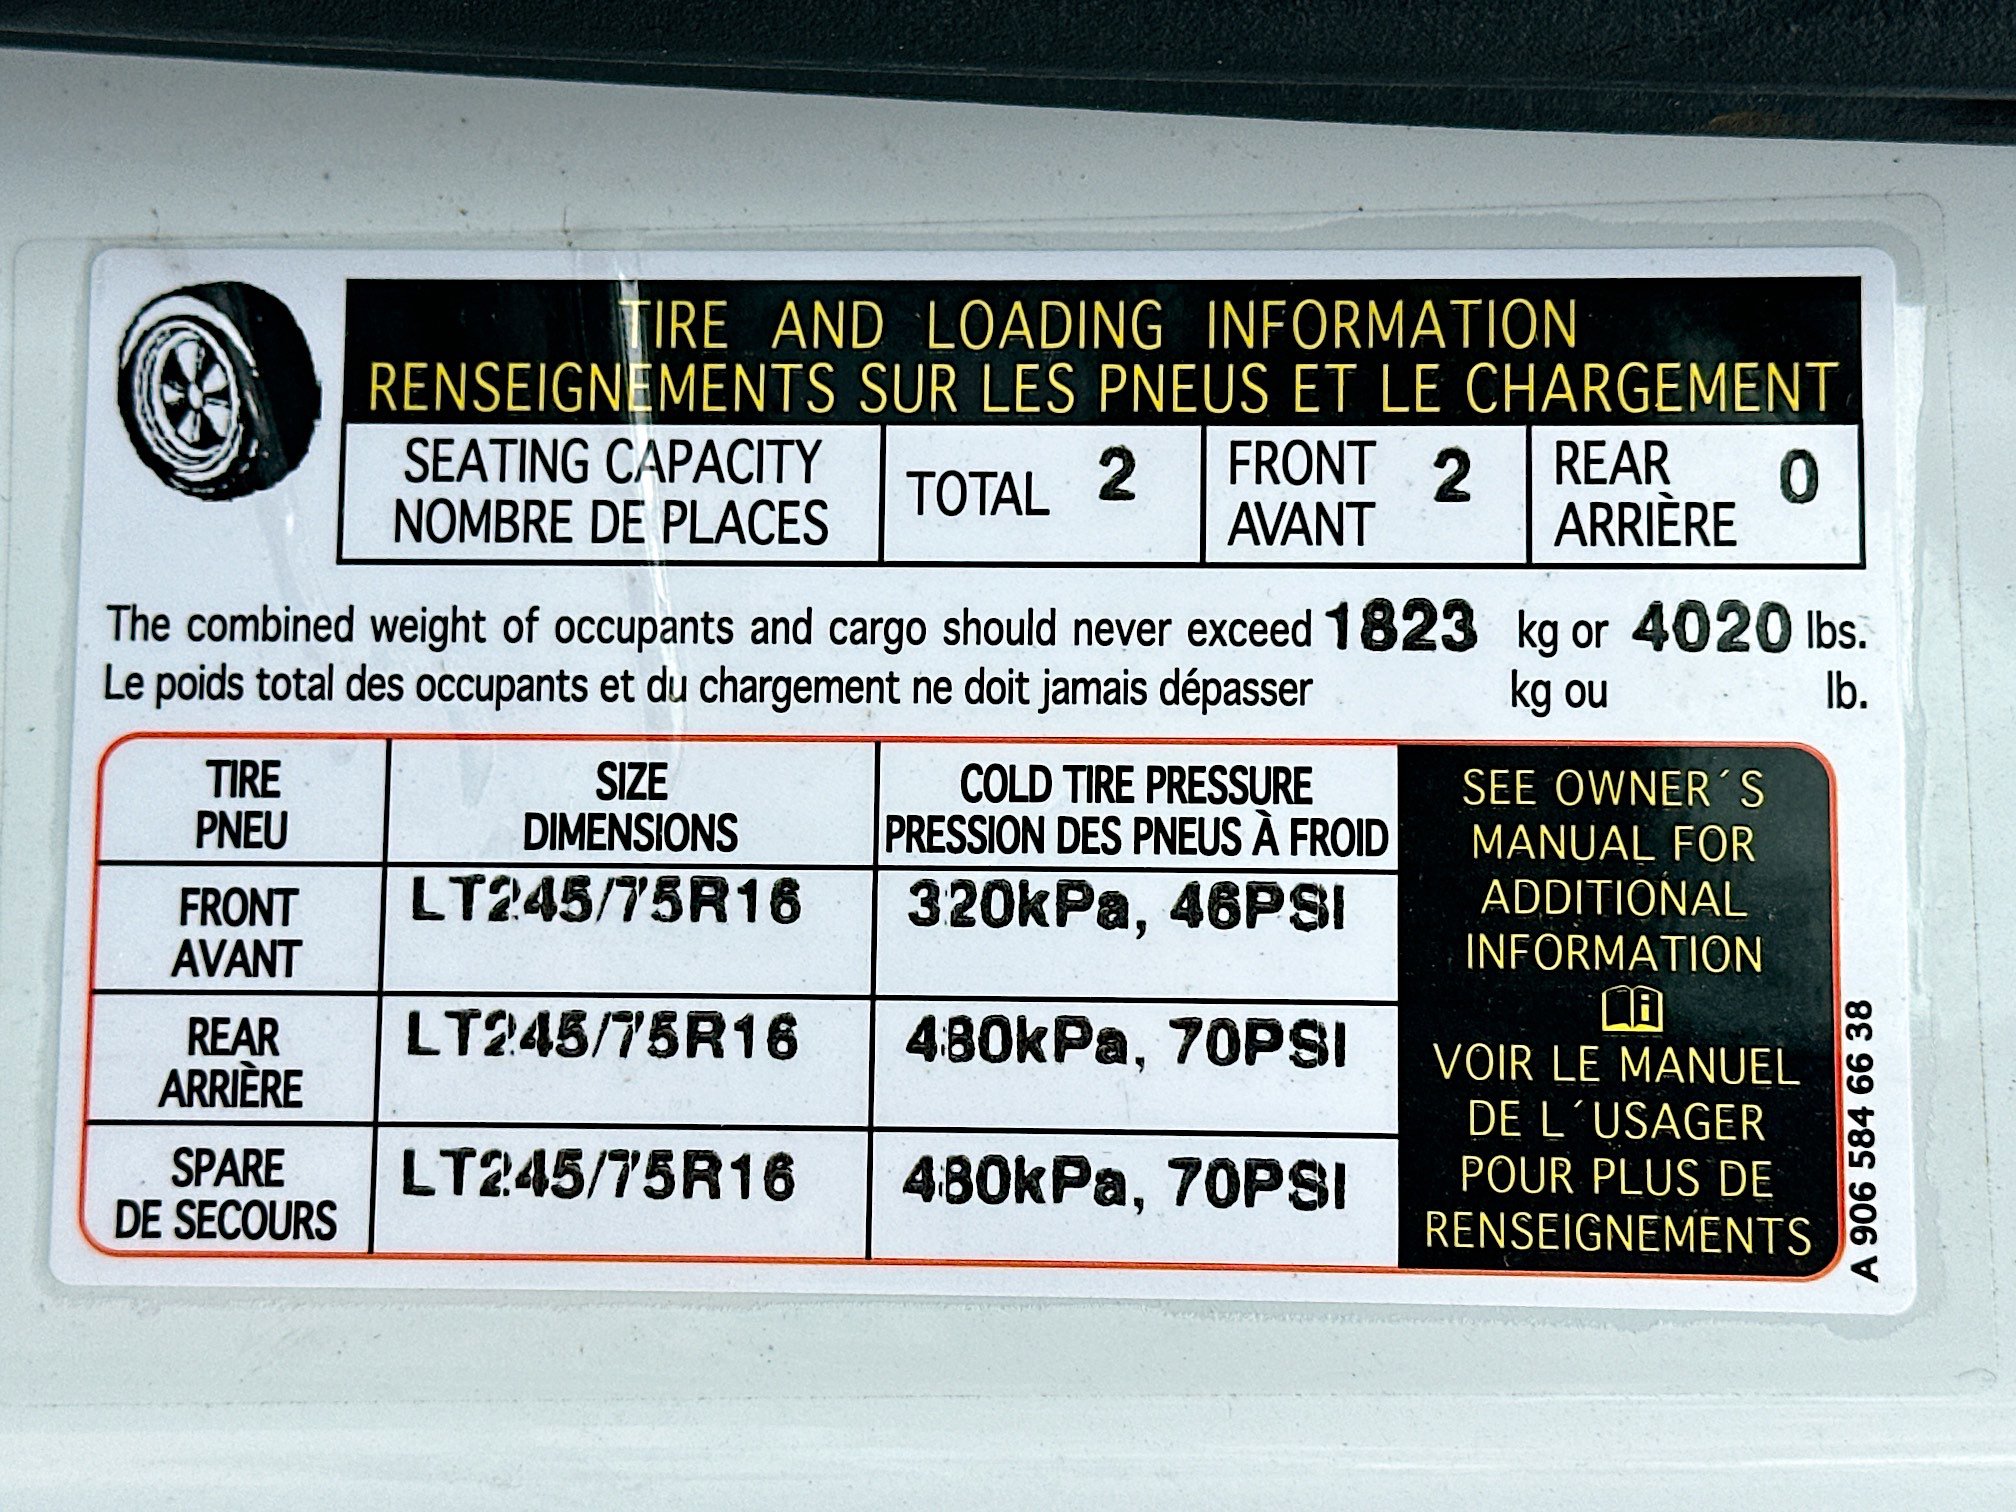 TIRE AND LOADING INFORMATION
RENSEIGNEMENTS SUR LES PNEUS ET LE CHARGEMENT
SEATING CAPACITY
NOMBRE DE PLACES
TOTAL 2
FRONT
AVANT
2
REAR
ARRIÈRE
0
The combined weight of occupants and cargo should never exceed 1823 kg or 4020 lbs.
Le poids total des occupants et du chargement ne doit jamais dépasser kg ou lb.
TIRE
PNEU
SIZE
DIMENSIONS
COLD TIRE PRESSURE
PRESSION DES PNEUS À FROID
FRONT
AVANT
LT245/75R16
320kPa, 46PSI
REAR
ARRIÈRE
LT245/75R16
480kPa, 70PSI
SPARE
DE SECOURS
LT245/75R16
480kPa, 70PSI
SEE OWNER´S
MANUAL FOR
ADDITIONAL
INFORMATION
VOIR LE MANUEL
DE L´USAGER
POUR PLUS DE
RENSEIGNEMENTS
A 906 584 66 38